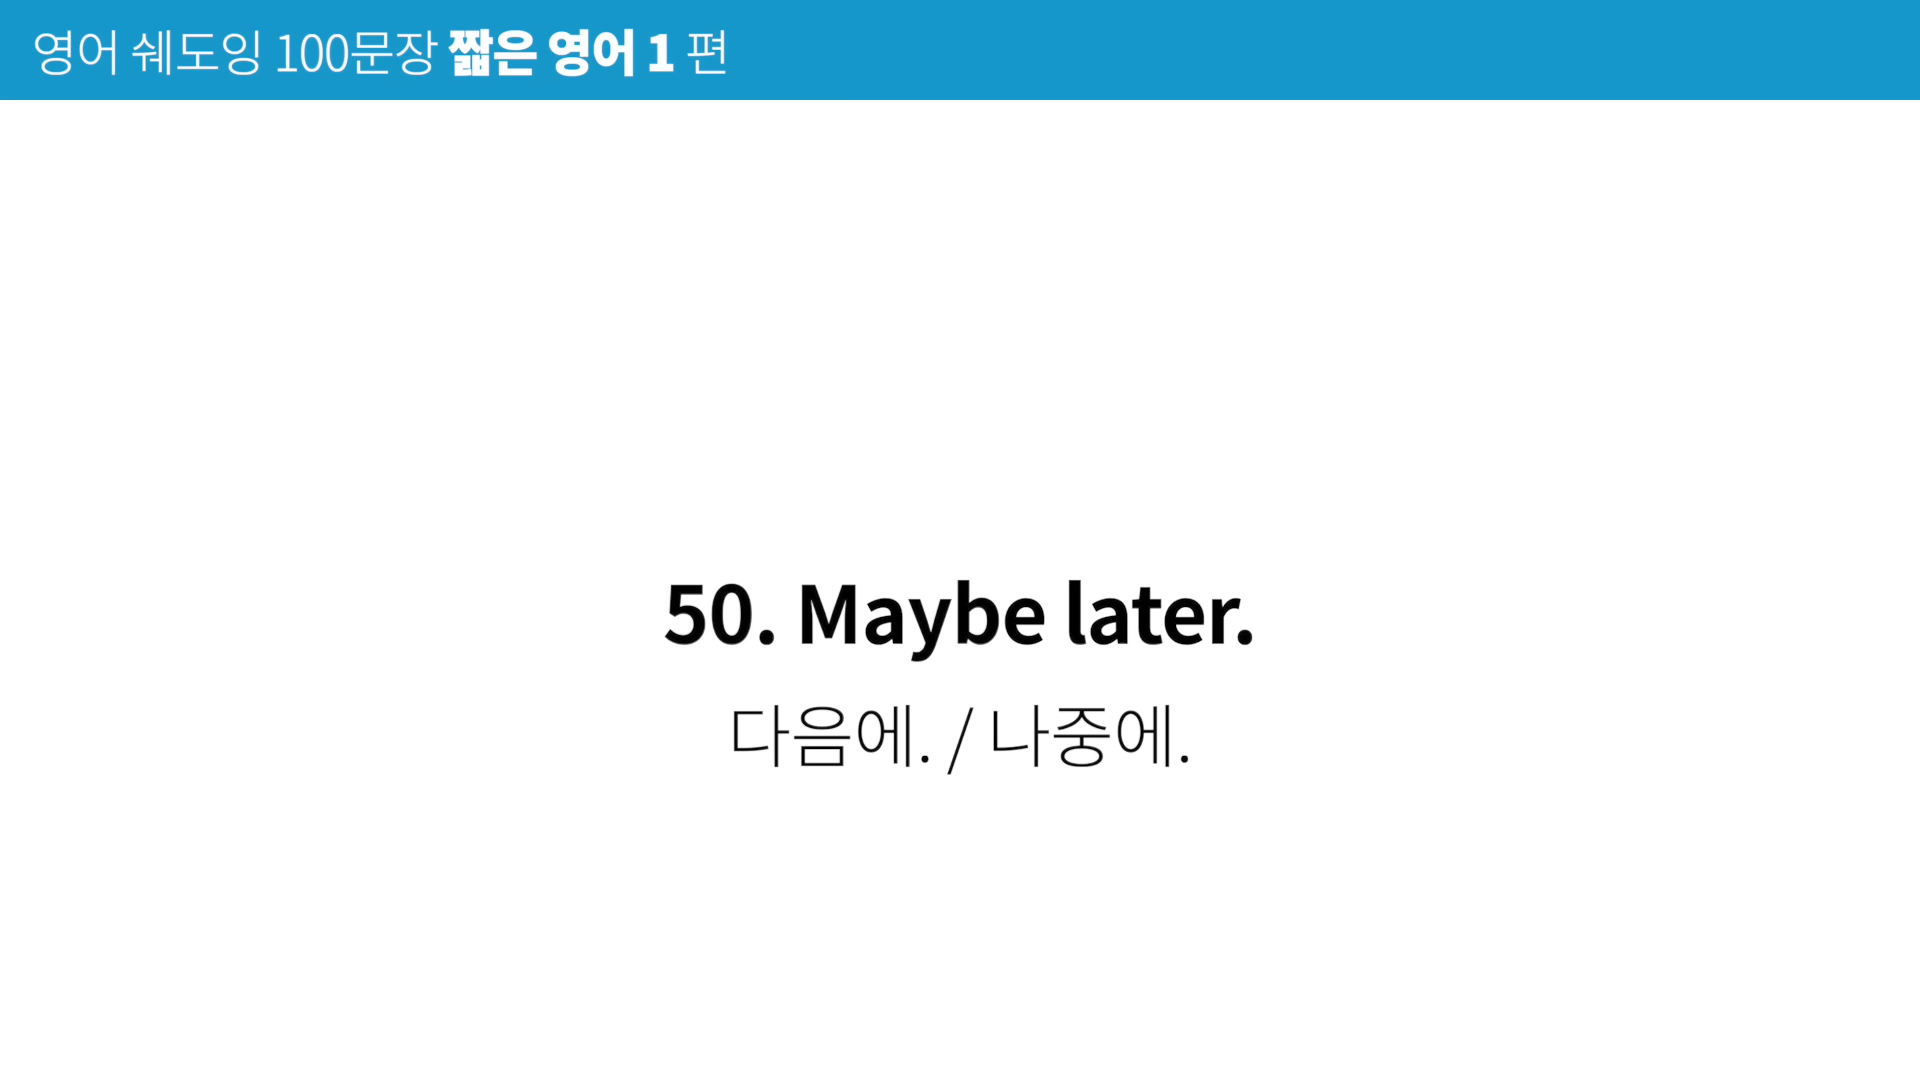 영어 쉐도잉 100문장 짧은 영어 1 편
50. Maybe later.
다음에. / 나중에.